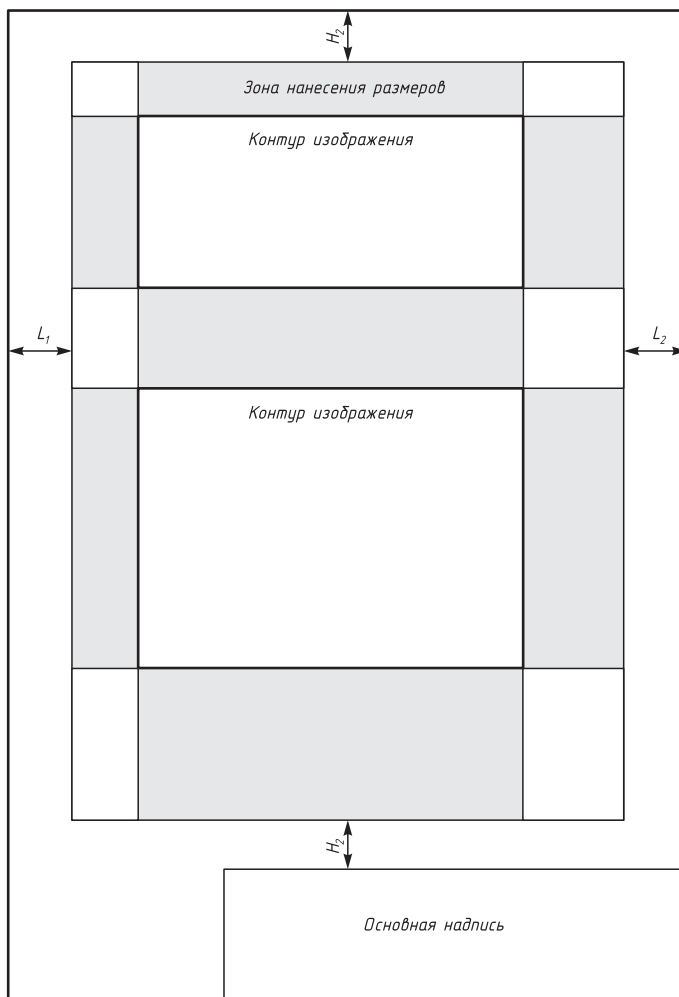 H₂
Зона нанесения размеров
Контур изображения
L₁
L₂
Контур изображения
H₂
Основная надпись